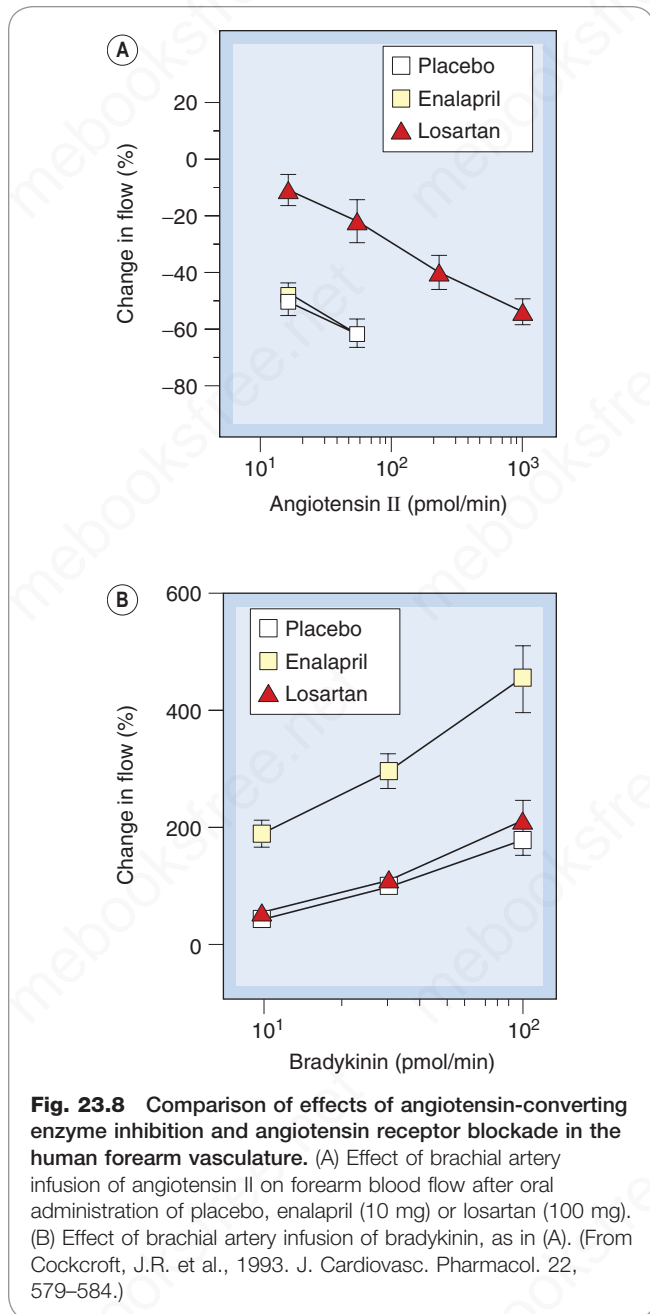 A
Placebo
Enalapril
Losartan
20
0
–20
–40
–60
–80
Change in flow (%)
10¹ 10² 10³
Angiotensin II (pmol/min)
B
Placebo
Enalapril
Losartan
600
400
200
0
Change in flow (%)
10¹ 10²
Bradykinin (pmol/min)
Fig. 23.8 Comparison of effects of angiotensin-converting
enzyme inhibition and angiotensin receptor blockade in the
human forearm vasculature. (A) Effect of brachial artery
infusion of angiotensin II on forearm blood flow after oral
administration of placebo, enalapril (10 mg) or losartan (100 mg).
(B) Effect of brachial artery infusion of bradykinin, as in (A). (From
Cockcroft, J.R. et al., 1993. J. Cardiovasc. Pharmacol. 22,
579–584.)
mebooksfree.net